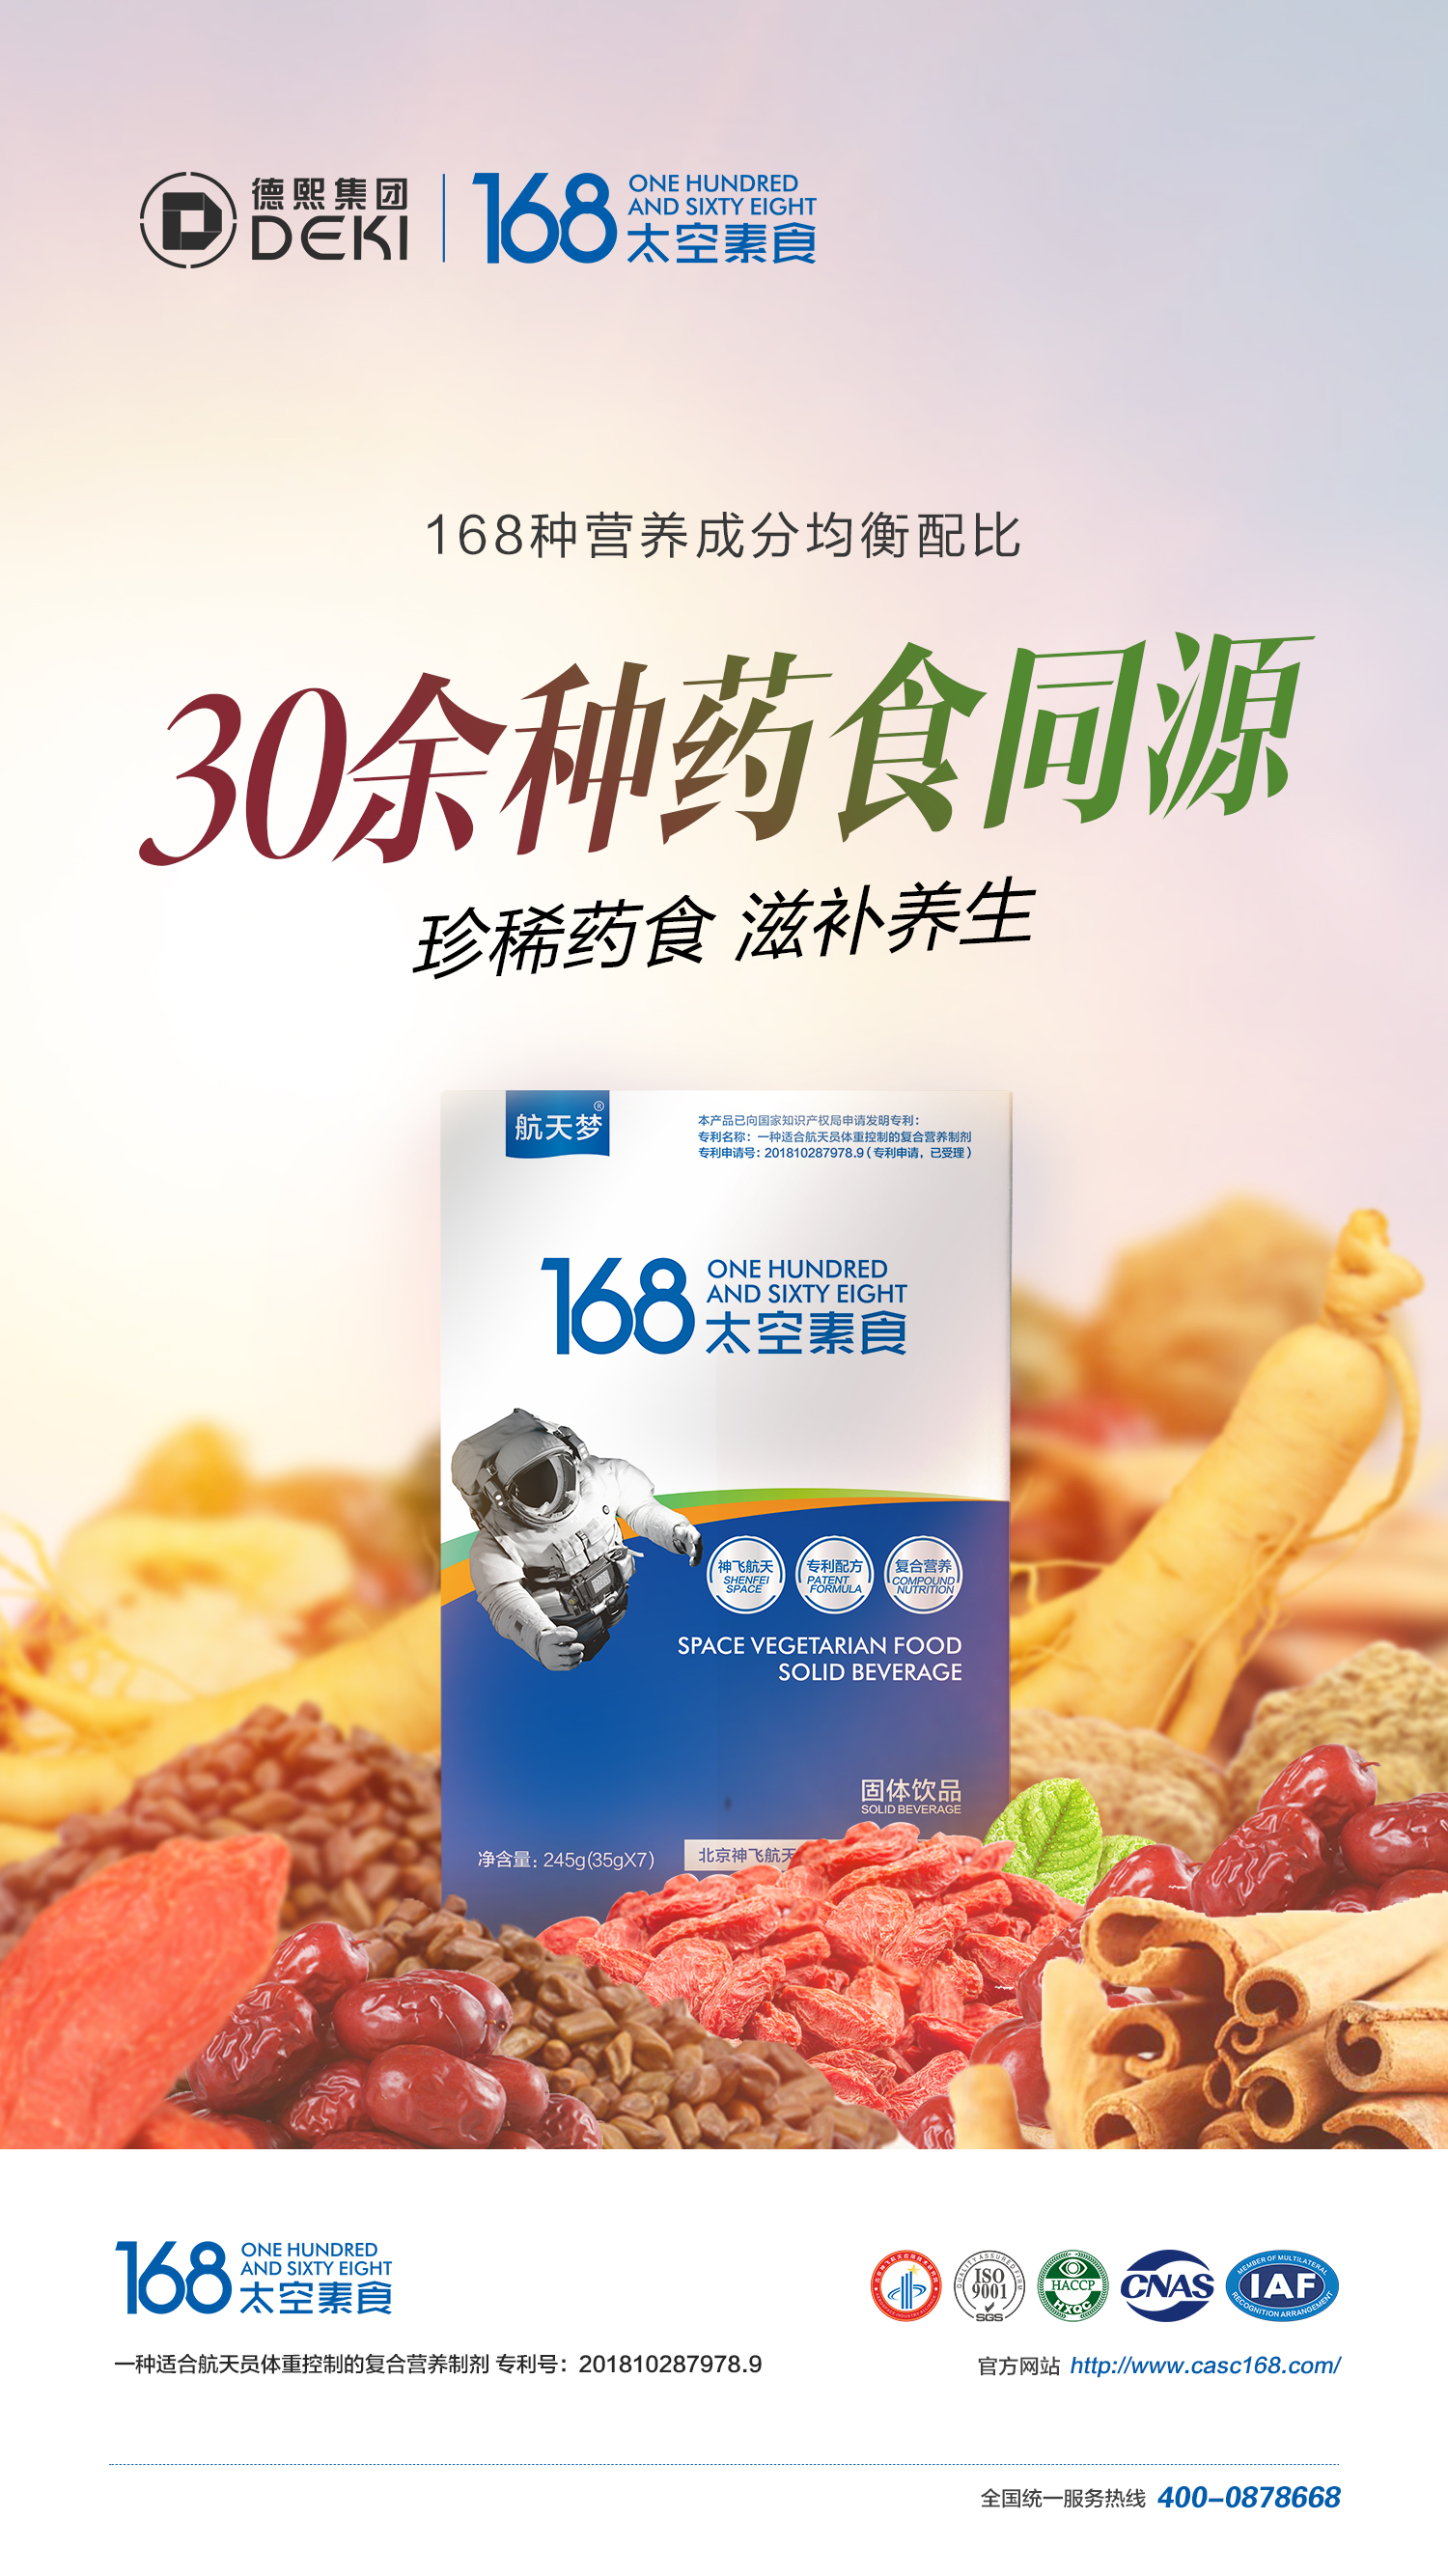 德熙集团
DEKI
168
ONE HUNDRED
AND SIXTY EIGHT
太空素食
168种营养成分均衡配比
30余种药食同源
珍稀药食 滋补养生
航天梦®
本产品已向国家知识产权局申请发明专利：
专利名称：一种适合航天员体重控制的复合营养制剂
专利申请号：201810287978.9（专利申请，已受理）
168
ONE HUNDRED
AND SIXTY EIGHT
太空素食
神飞航天
SHENFEI
SPACE
专利配方
PATENT
FORMULA
复合营养
COMPOUND
NUTRITION
SPACE VEGETARIAN FOOD
SOLID BEVERAGE
固体饮品
SOLID BEVERAGE
净含量：245g(35gX7)
北京神飞航天
168
ONE HUNDRED
AND SIXTY EIGHT
太空素食
QUALITY ASSURED FIRM
ISO
9001
SGS
HACCP
HXQC
CNAS
MEMBER OF MULTILATERAL
IAF
RECOGNITION ARRANGEMENT
一种适合航天员体重控制的复合营养制剂 专利号：201810287978.9
官方网站 http://www.casc168.com/
全国统一服务热线 400-0878668